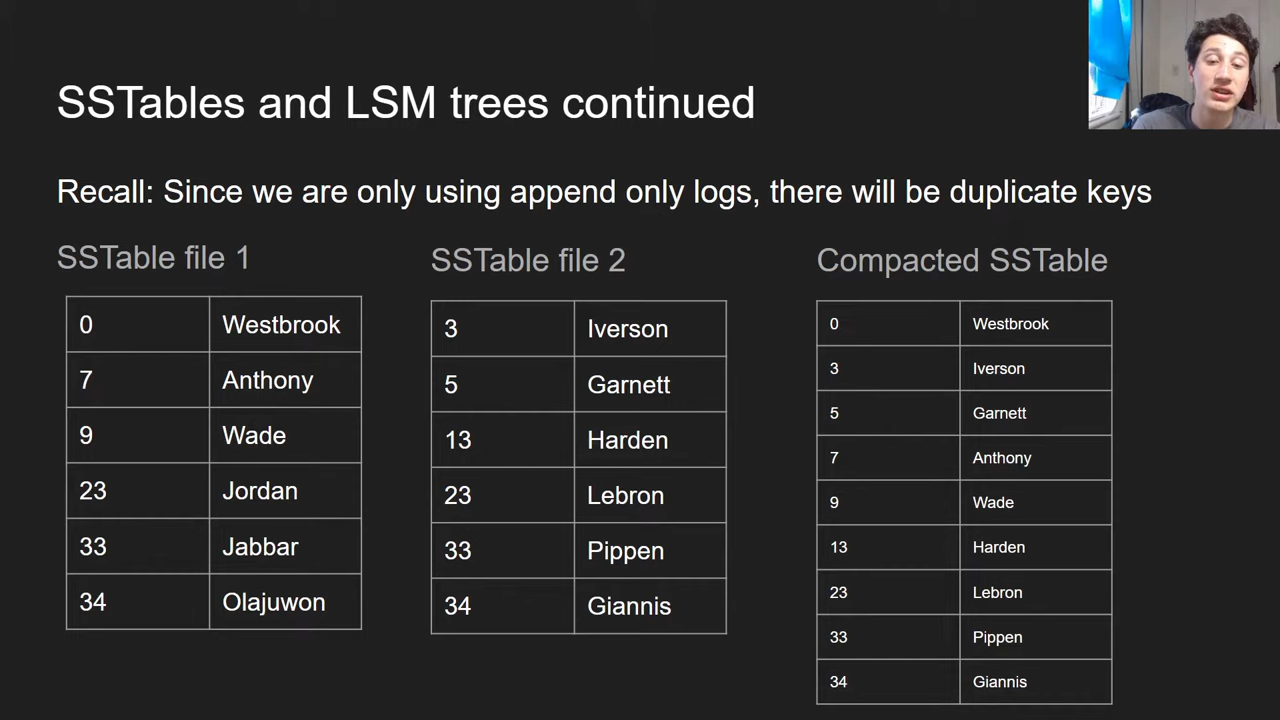 SSTables and LSM trees continued
Recall: Since we are only using append only logs, there will be duplicate keys
SSTable file 1
0 Westbrook
7 Anthony
9 Wade
23 Jordan
33 Jabbar
34 Olajuwon
SSTable file 2
3 Iverson
5 Garnett
13 Harden
23 Lebron
33 Pippen
34 Giannis
Compacted SSTable
0 Westbrook
3 Iverson
5 Garnett
7 Anthony
9 Wade
13 Harden
23 Lebron
33 Pippen
34 Giannis